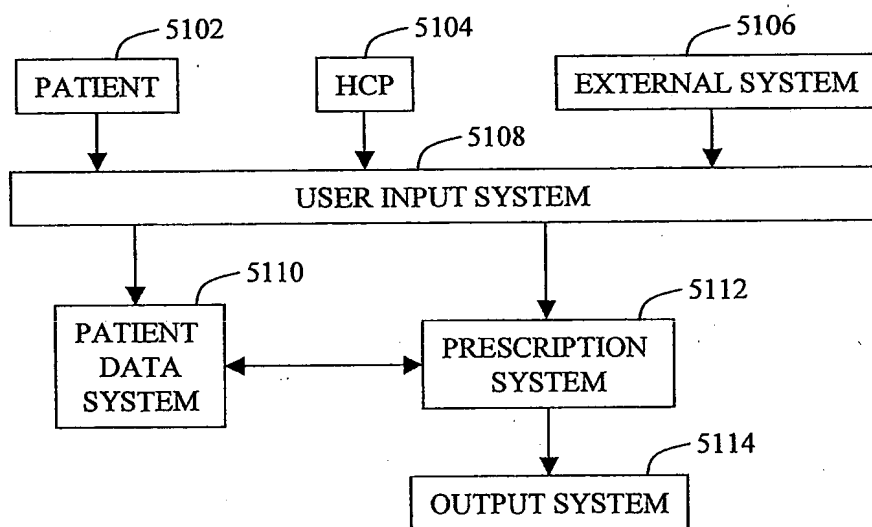 5102
5104
5106
PATIENT
HCP
EXTERNAL SYSTEM
5108
USER INPUT SYSTEM
5110
5112
PATIENT
DATA
SYSTEM
PRESCRIPTION
SYSTEM
5114
OUTPUT SYSTEM